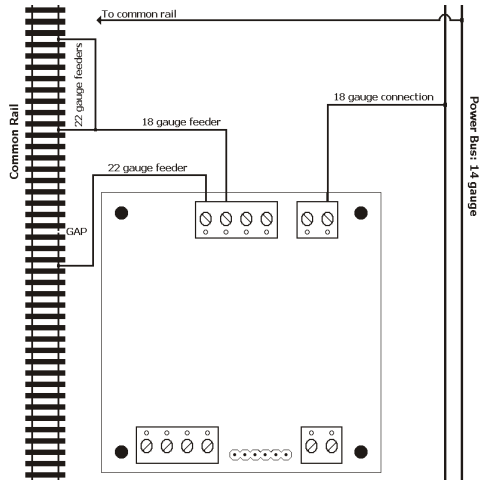 To common rail
22 gauge feeders
18 gauge connection
18 gauge feeder
Common Rail
Power Bus: 14 gauge
22 gauge feeder
GAP